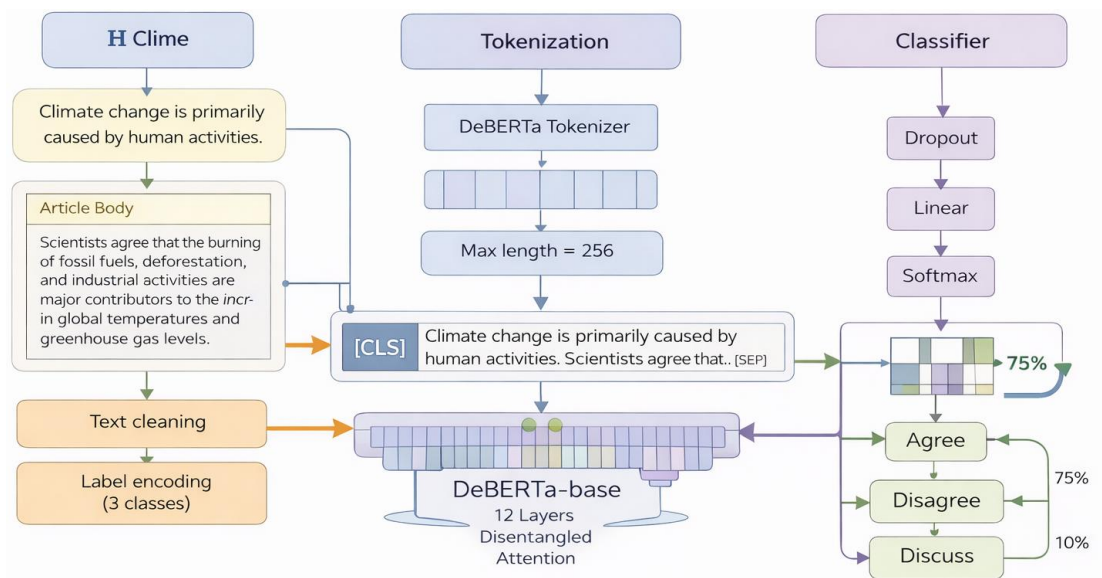 H Clime
Climate change is primarily
caused by human activities.
Article Body
Scientists agree that the burning
of fossil fuels, deforestation,
and industrial activities are
major contributors to the incr-
in global temperatures and
greenhouse gas levels.
Text cleaning
Label encoding
(3 classes)
Tokenization
DeBERTa Tokenizer
Max length = 256
[CLS]
Climate change is primarily caused by
human activities. Scientists agree that.. [SEP]
DeBERTa-base
12 Layers
Disentangled
Attention
Classifier
Dropout
Linear
Softmax
75%
Agree
75%
Disagree
10%
Discuss